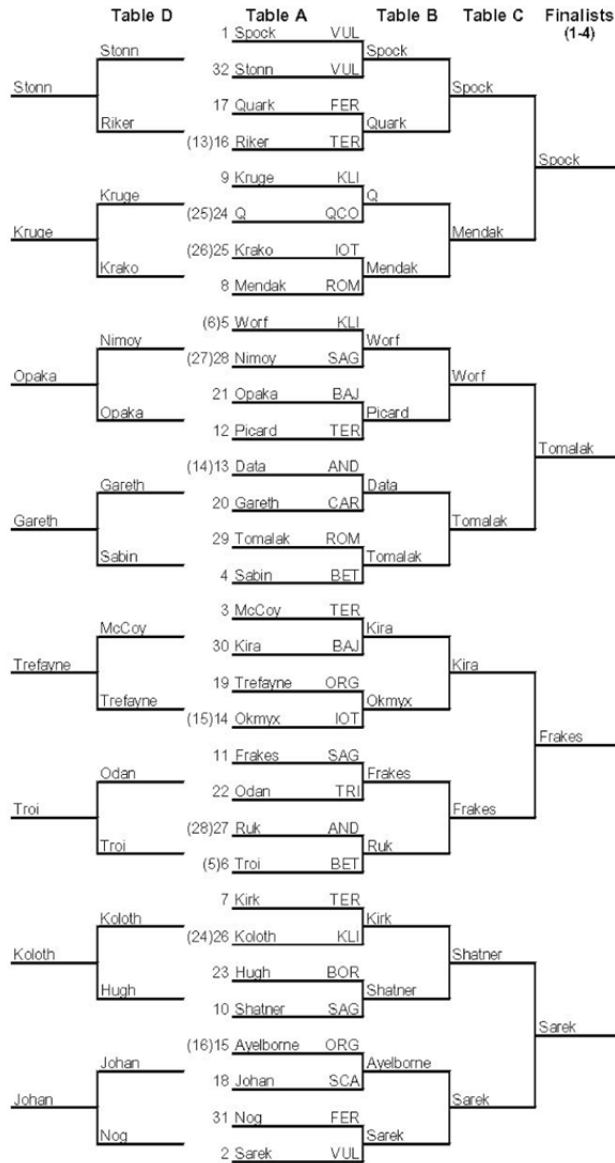 Table D Table A Table B Table C Finalists
(1-4)
1 Spock VUL
Stonn Spock
32 Stonn VUL
Stonn Spock
17 Quark FER
Riker Quark
(13)16 Riker TER
Spock
9 Kruge KLI
Kruge Q
(25)24 Q QCO
Kruge Mendak
(26)25 Krako IOT
Krako Mendak
8 Mendak ROM
(6)5 Worf KLI
Nimoy Worf
(27)28 Nimoy SAG
Opaka Worf
21 Opaka BAJ
Opaka Picard
12 Picard TER
Tomalak
(14)13 Data AND
Gareth Data
20 Gareth CAR
Gareth Tomalak
29 Tomalak ROM
Sabin Tomalak
4 Sabin BET
3 McCoy TER
McCoy Kira
30 Kira BAJ
Trefayne Kira
19 Trefayne ORG
Trefayne Okmyx
(15)14 Okmyx IOT
Frakes
11 Frakes SAG
Odan Frakes
22 Odan TRI
Troi Frakes
(28)27 Ruk AND
Troi Ruk
(5)6 Troi BET
7 Kirk TER
Koloth Kirk
(24)26 Koloth KLI
Koloth Shatner
23 Hugh BOR
Hugh Shatner
10 Shatner SAG
Sarek
(16)15 Ayelborne ORG
Johan Ayelborne
18 Johan SCA
Johan Sarek
31 Nog FER
Nog Sarek
2 Sarek VUL